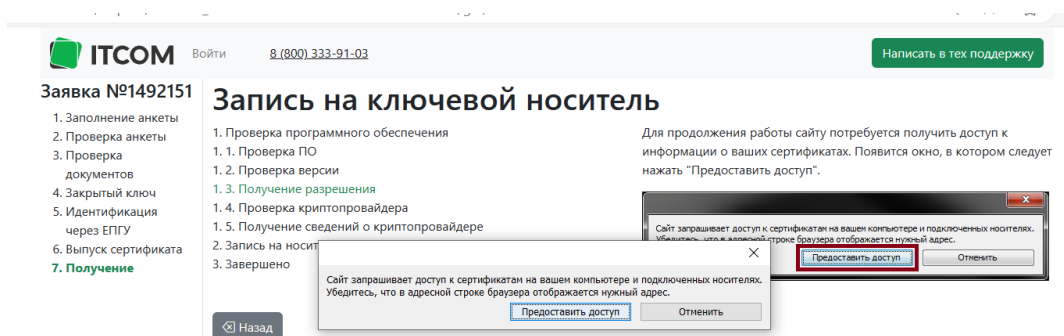 ITCOM Войти 8 (800) 333-91-03 Написать в тех поддержку
Заявка №1492151
1. Заполнение анкеты
2. Проверка анкеты
3. Проверка
документов
4. Закрытый ключ
5. Идентификация
через ЕПГУ
6. Выпуск сертификата
7. Получение
Запись на ключевой носитель
1. Проверка программного обеспечения
1. 1. Проверка ПО
1. 2. Проверка версии
1. 3. Получение разрешения
1. 4. Проверка криптопровайдера
1. 5. Получение сведений о криптопровайдере
2. Запись на носит
3. Завершено
Назад
Для продолжения работы сайту потребуется получить доступ к
информации о ваших сертификатах. Появится окно, в котором следует
нажать "Предоставить доступ".
Сайт запрашивает доступ к сертификатам на вашем компьютере и подключенных носителях.
Убедитесь, что в адресной строке браузера отображается нужный адрес.
Предоставить доступ Отменить
Сайт запрашивает доступ к сертификатам на вашем компьютере и подключенных носителях.
Убедитесь, что в адресной строке браузера отображается нужный адрес.
Предоставить доступ Отменить